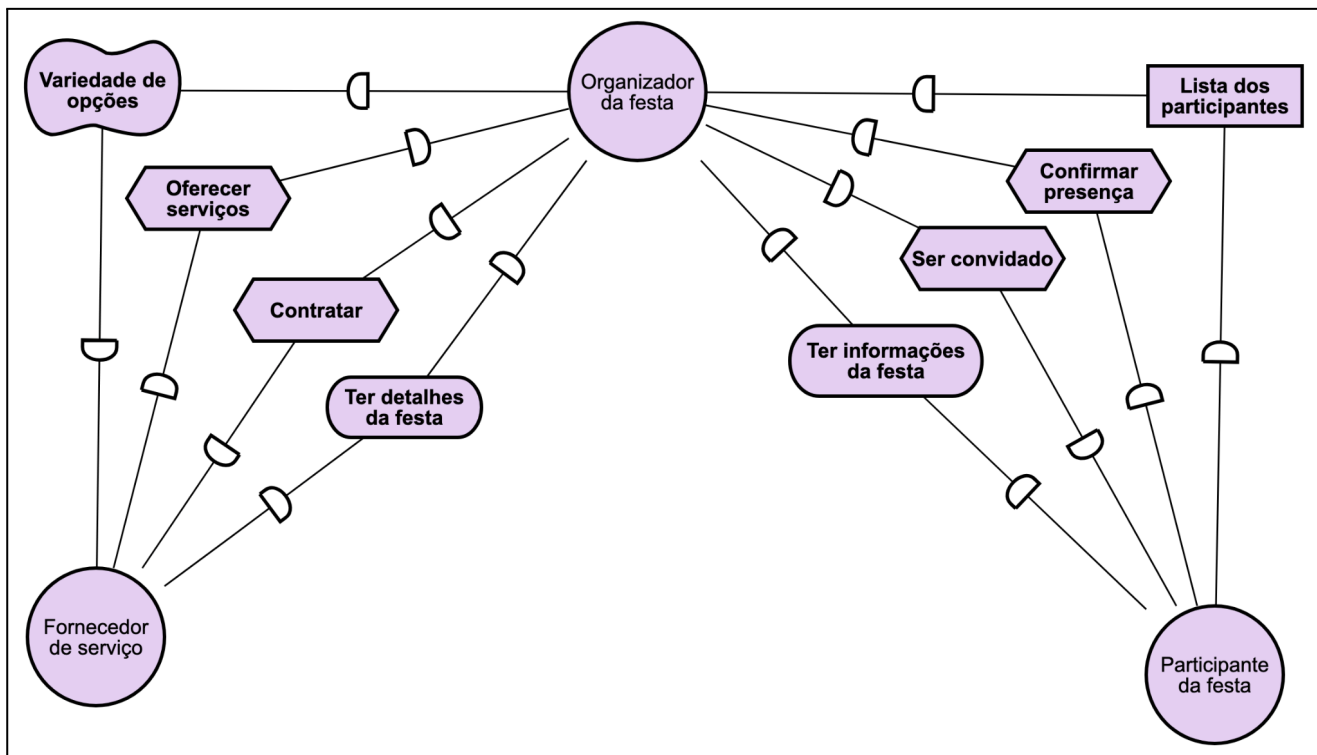 Variedade de
opções
Organizador
da festa
Lista dos
participantes
Oferecer
serviços
Confirmar
presença
Ser convidado
Contratar
Ter informações
da festa
Ter detalhes
da festa
Fornecedor
de serviço
Participante
da festa